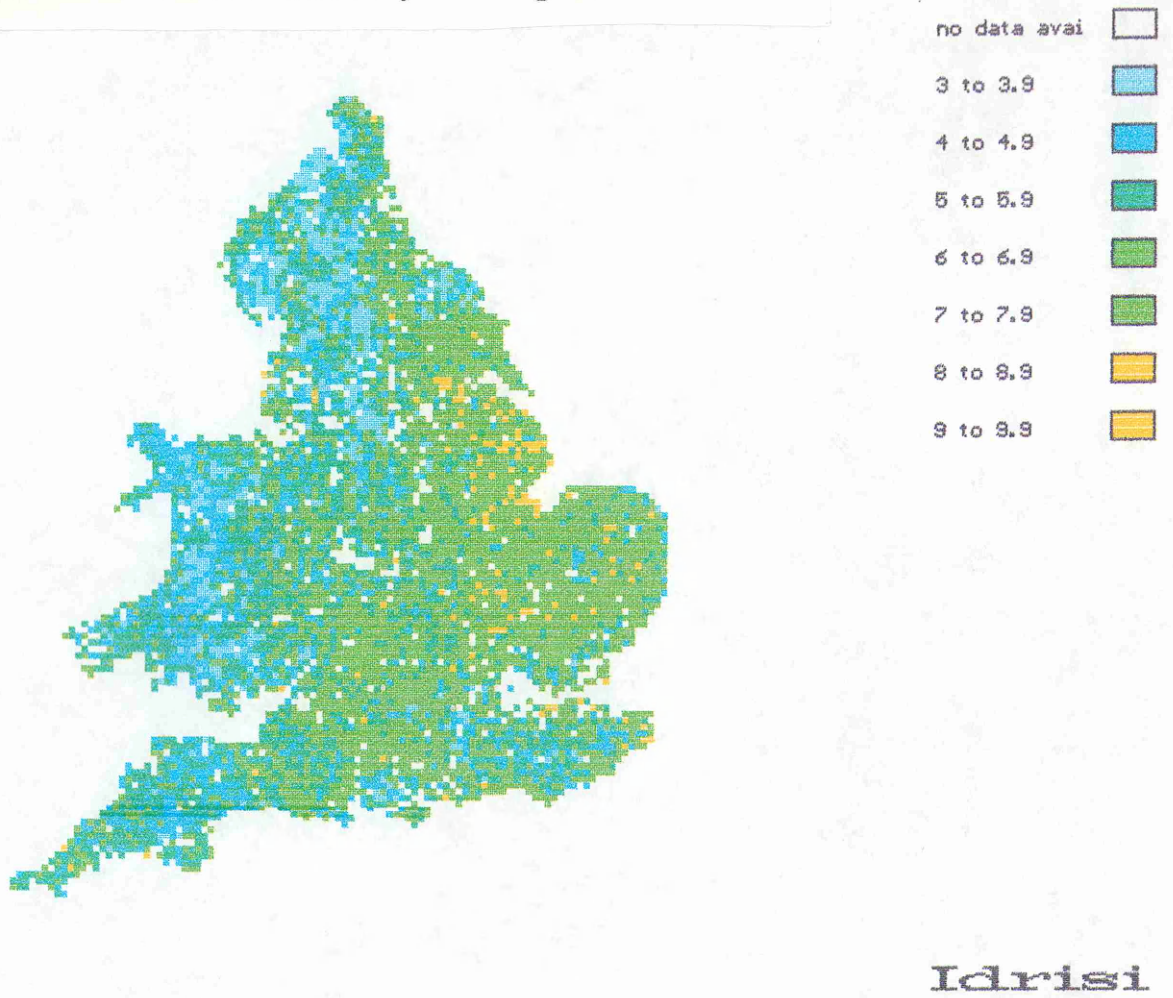 no data avai
3 to 3.9
4 to 4.9
5 to 5.9
6 to 6.9
7 to 7.9
8 to 8.9
9 to 9.9
Idrisi